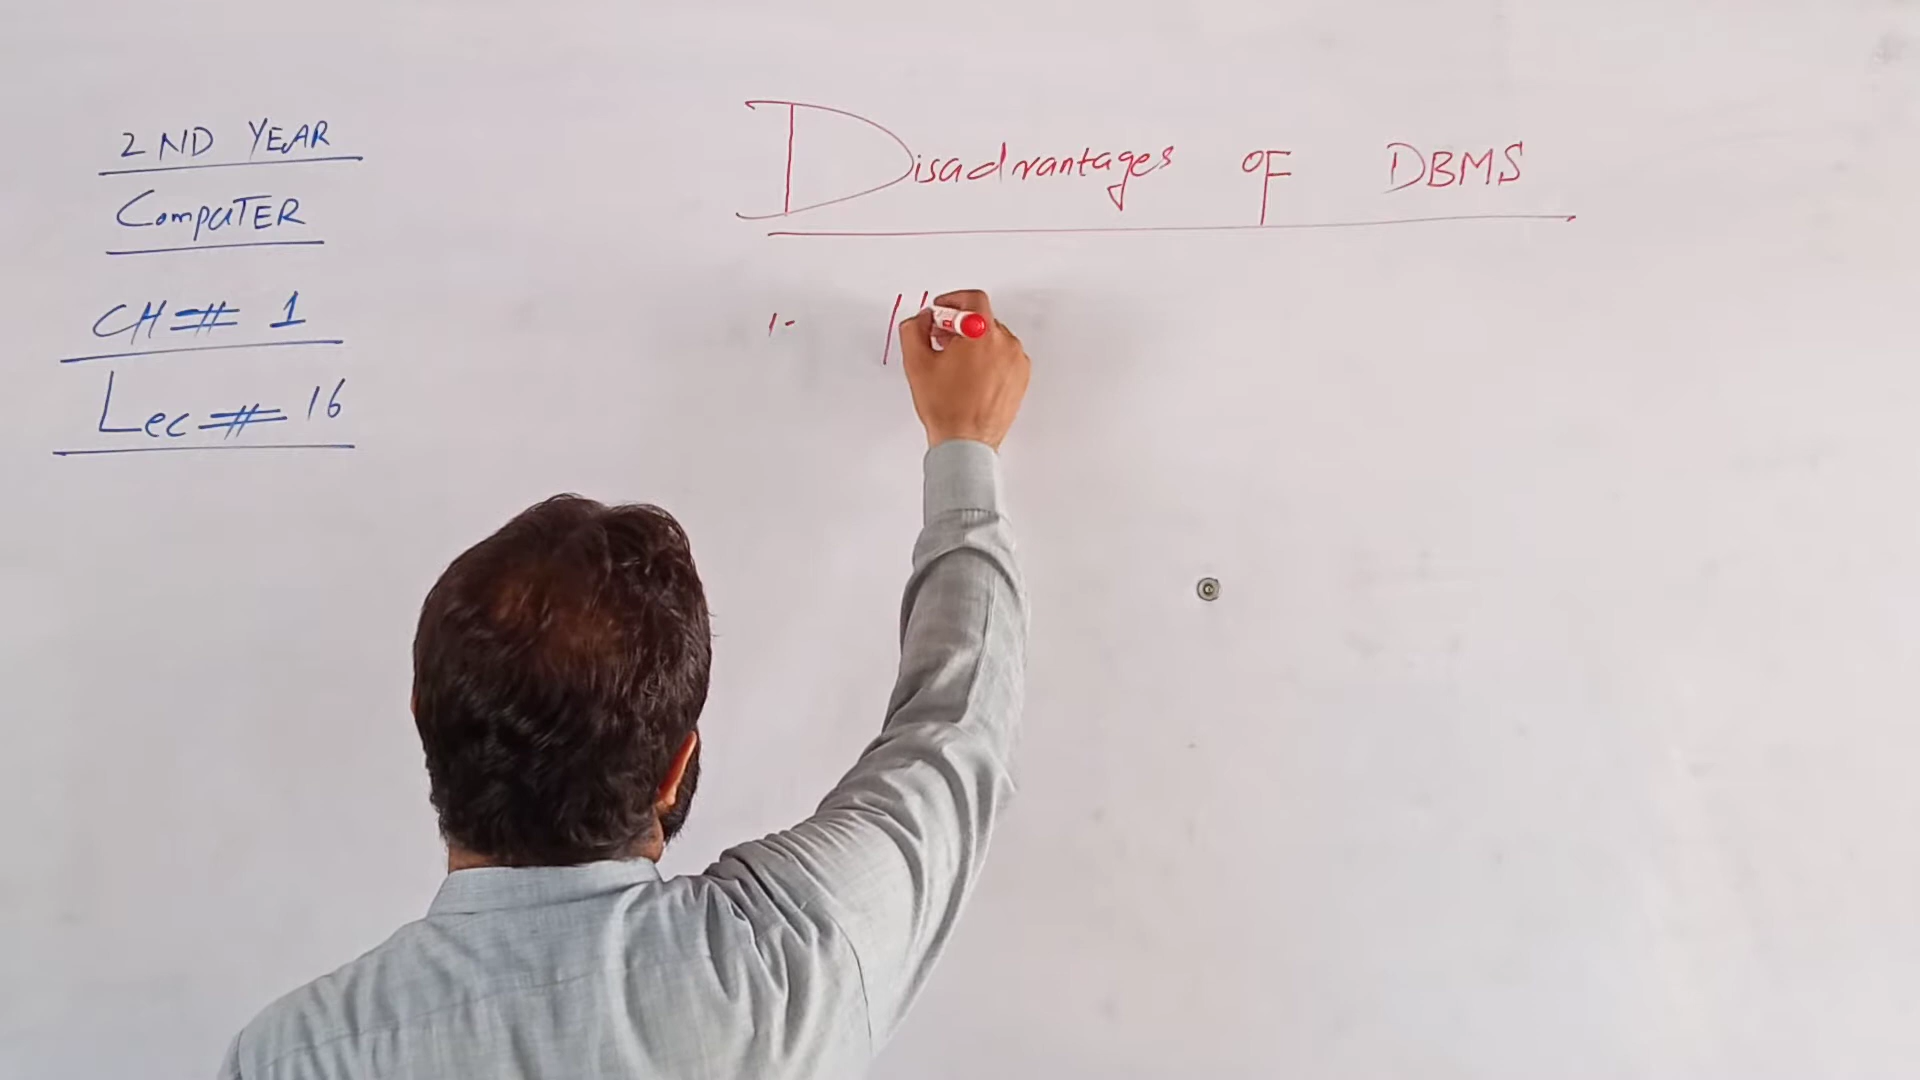 2ND YEAR
COMPUTER
CH# 1
Lec# 16
Disadvantages OF DBMS
1-